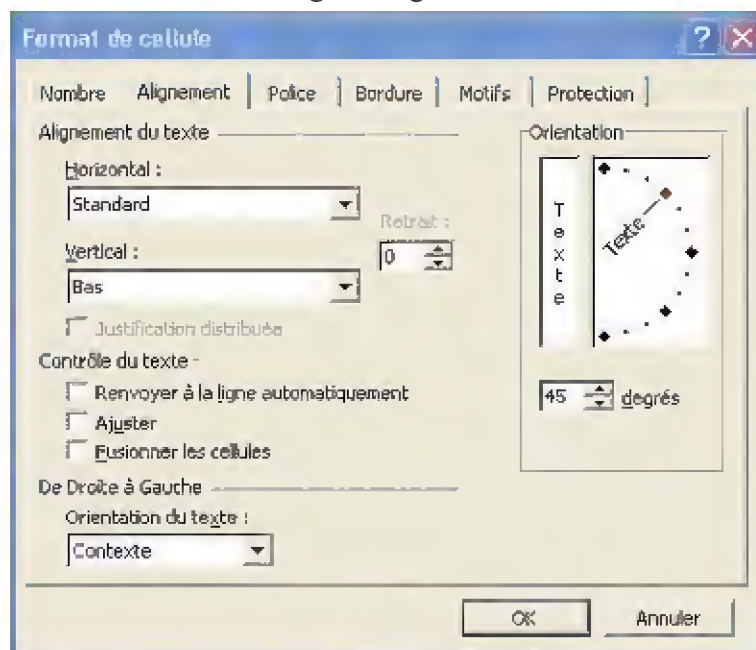 Format de cellule
Nombre Alignement Police Bordure Motifs Protection
Alignement du texte
Orientation
Horizontal :
Standard
Retrait :
Vertical :
0
Bas
Texte
Texte
Justification distribuée
Contrôle du texte
Renvoyer à la ligne automatiquement
45 degrés
Ajuster
Fusionner les cellules
De Droite à Gauche
Orientation du texte :
Contexte
OK Annuler